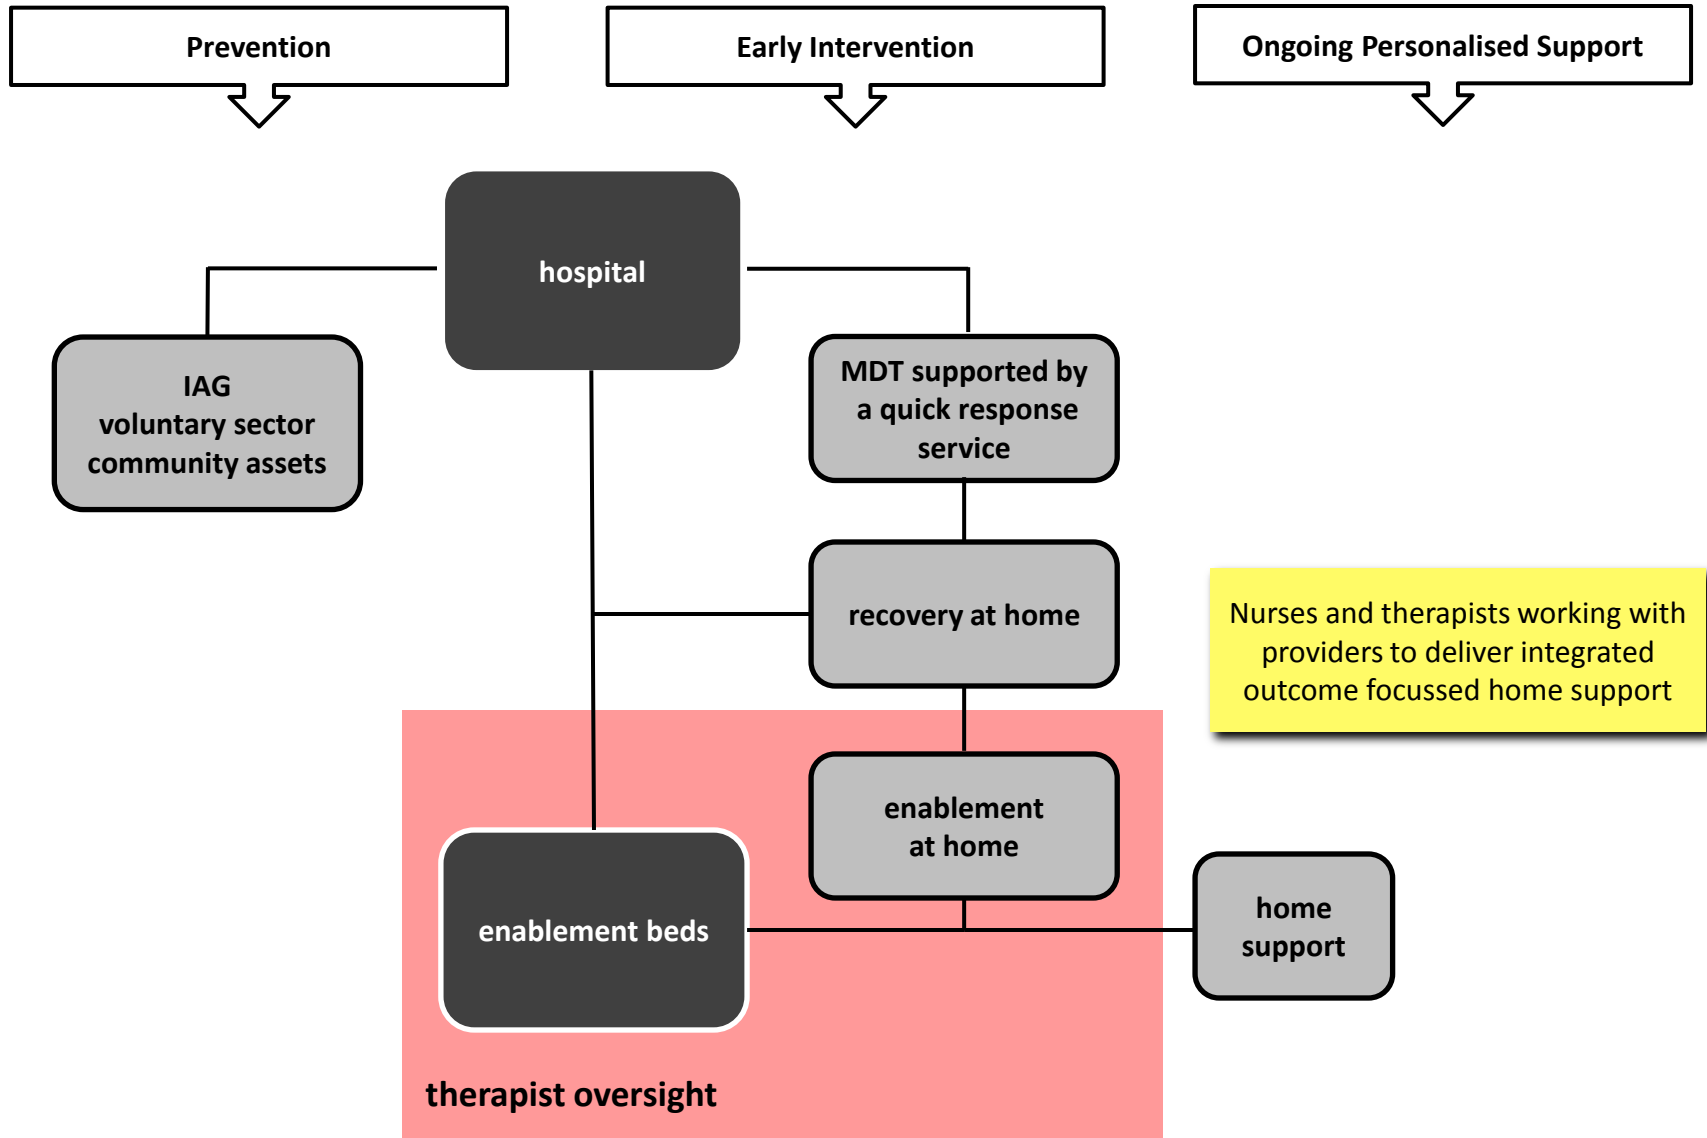 Prevention
Early Intervention
Ongoing Personalised Support
hospital
IAG
voluntary sector
community assets
MDT supported by
a quick response
service
recovery at home
Nurses and therapists working with
providers to deliver integrated
outcome focussed home support
enablement
at home
enablement beds
home
support
therapist oversight